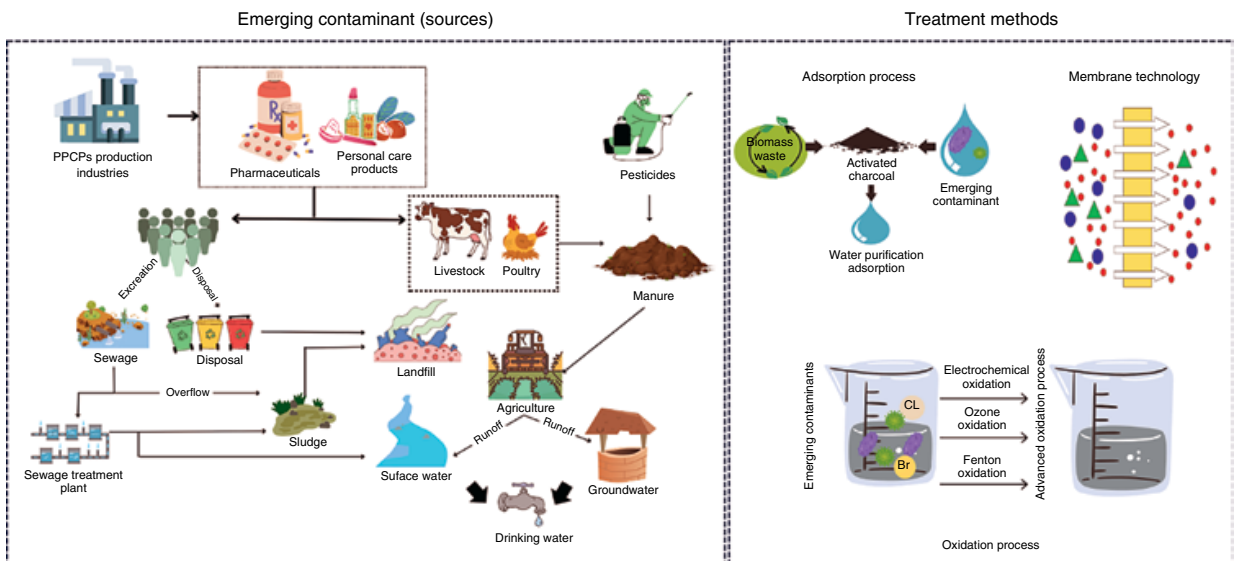 Emerging contaminant (sources)
Treatment methods
PPCPs production
industries
Rx
Pharmaceuticals
Personal care
products
Pesticides
Livestock
Poultry
Manure
Excreation
Disposal
Sewage
Disposal
Landfill
Overflow
Sludge
Sewage treatment
plant
Agriculture
Runoff
Runoff
Suface water
Groundwater
Drinking water
Adsorption process
Membrane technology
Biomass
waste
Activated
charcoal
Emerging
contaminant
Water purification
adsorption
Emerging contaminants
CL
Br
Electrochemical
oxidation
Ozone
oxidation
Fenton
oxidation
Advanced oxidation process
Oxidation process